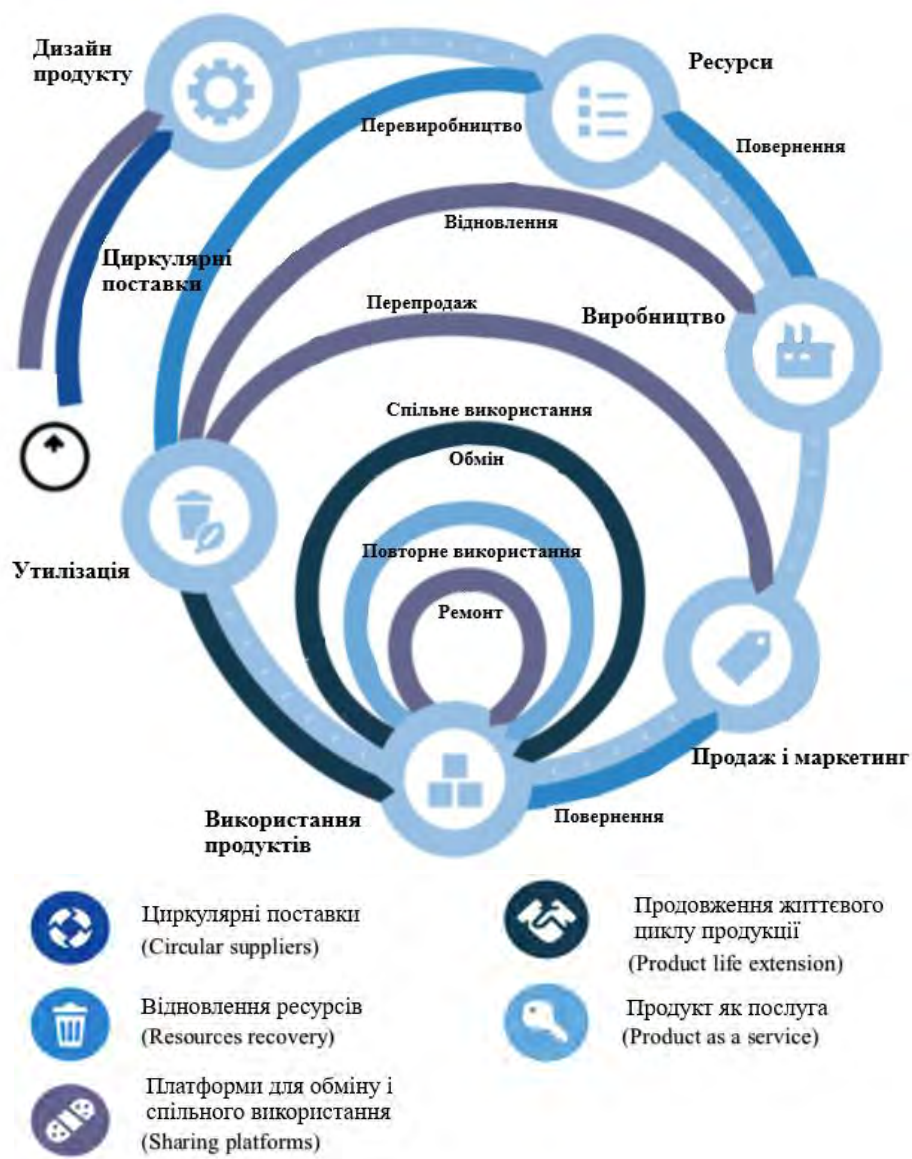 Дизайн
продукту
Ресурси
Перевиробництво
Повернення
Відновлення
Циркулярні
поставки
Перепродаж
Виробництво
Спільне використання
Обмін
Повторне використання
Утилізація
Ремонт
Продаж і маркетинг
Використання
продуктів
Повернення
Циркулярні поставки
(Circular suppliers)
Відновлення ресурсів
(Resources recovery)
Платформи для обміну і
спільного використання
(Sharing platforms)
Продовження життєвого
циклу продукції
(Product life extension)
Продукт як послуга
(Product as a service)